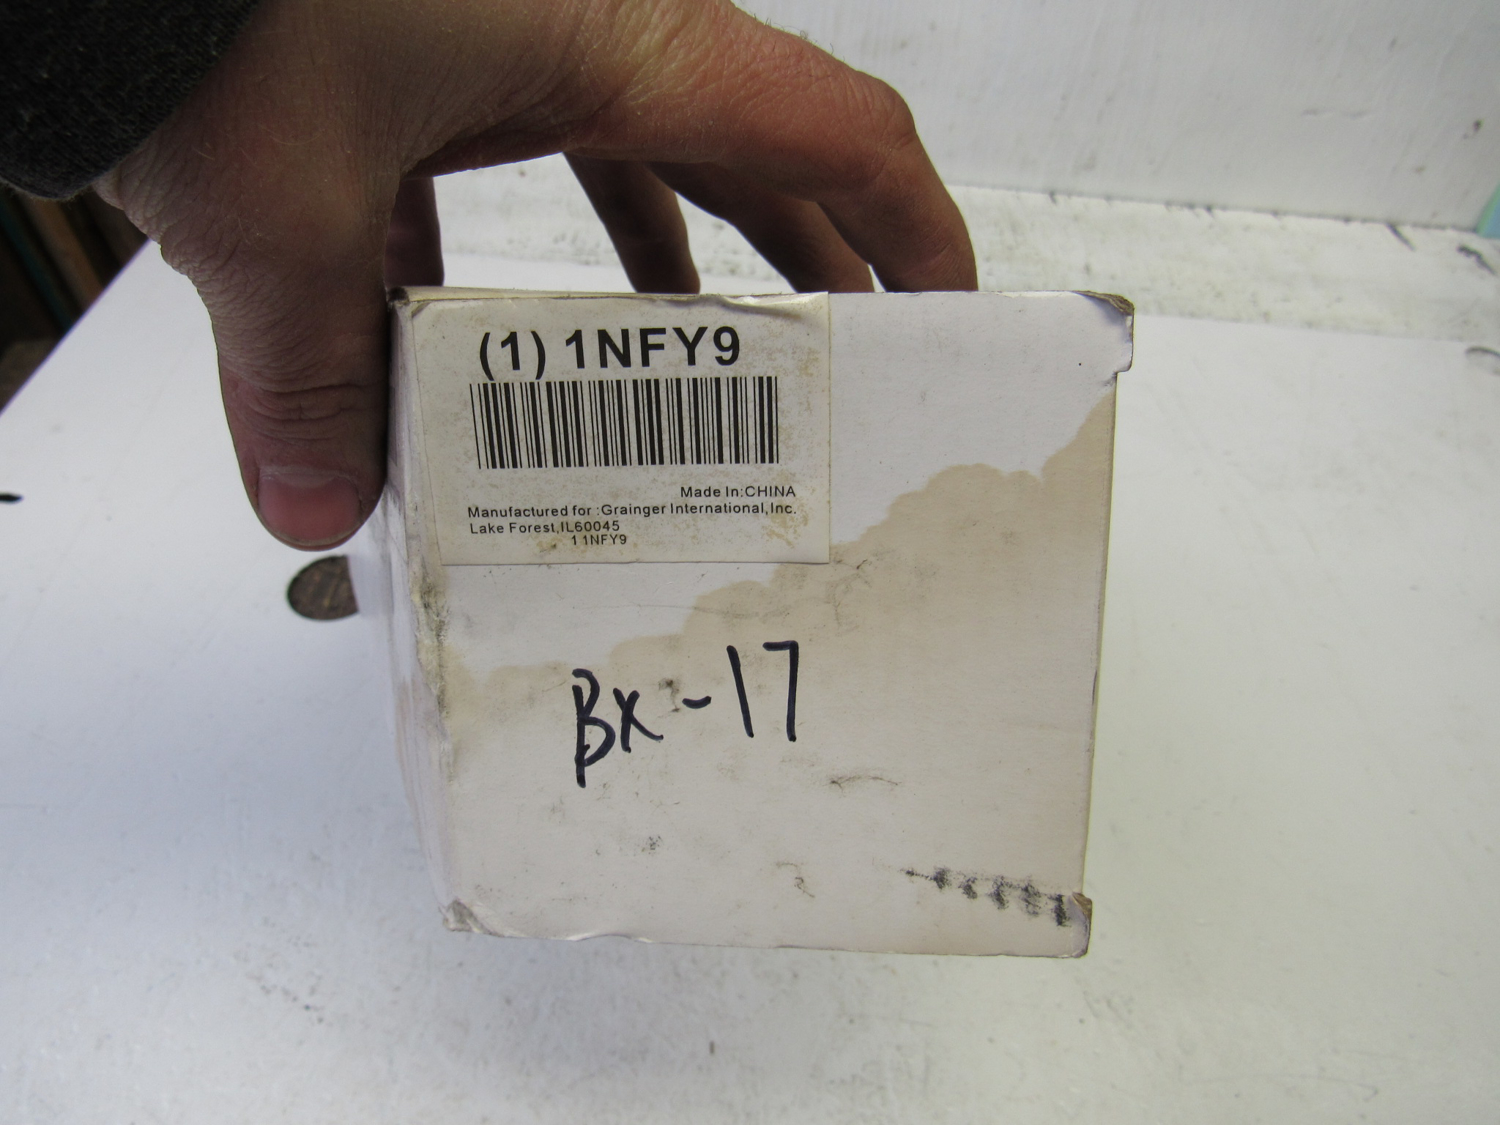 (1) 1NFY9
Made In:CHINA
Manufactured for :Grainger International,Inc.
Lake Forest,IL60045
1 1NFY9
BX-17